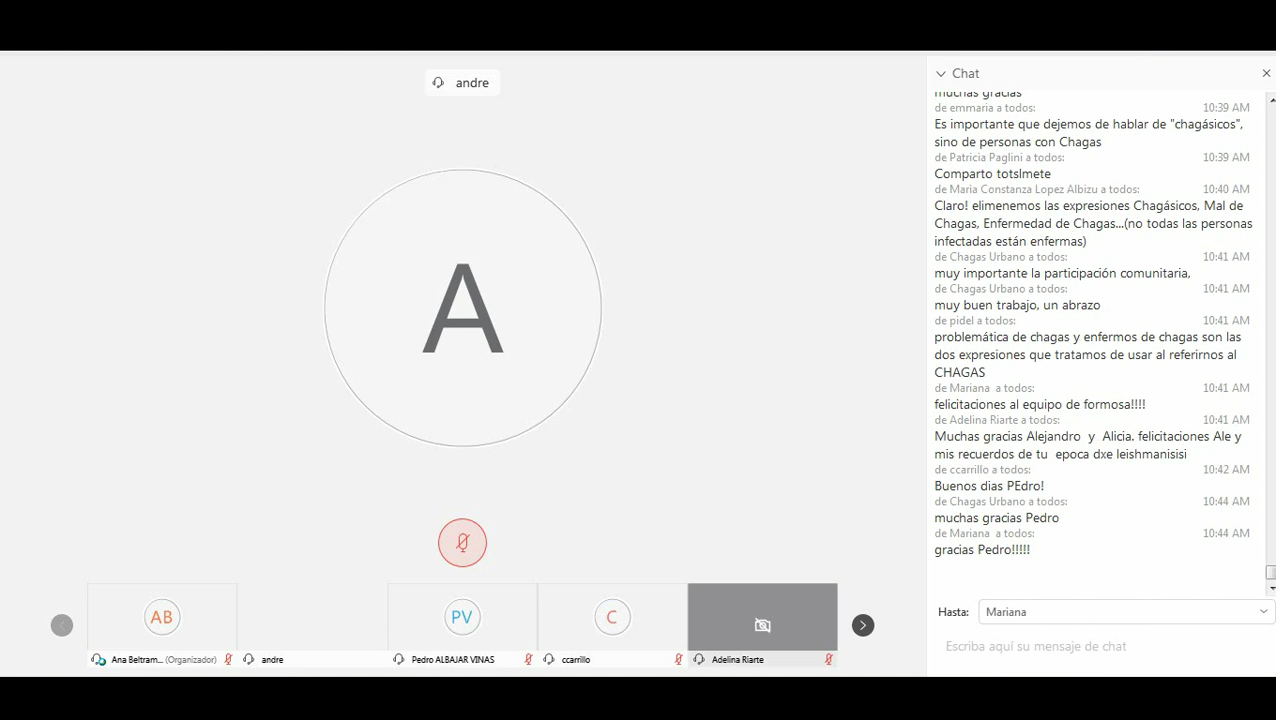 andre
A
AB
Ana Beltram... (Organizador)
andre
PV
Pedro ALBAJAR VINAS
C
ccarrillo
Adelina Riarte
Chat
muchas gracias
de emmaria a todos: 10:39 AM
Es importante que dejemos de hablar de "chagásicos",
sino de personas con Chagas
de Patricia Paglini a todos: 10:39 AM
Comparto totslmete
de Maria Constanza Lopez Albizu a todos: 10:40 AM
Claro! elimenemos las expresiones Chagásicos, Mal de
Chagas, Enfermedad de Chagas...(no todas las personas
infectadas están enfermas)
de Chagas Urbano a todos: 10:41 AM
muy importante la participación comunitaria,
de Chagas Urbano a todos: 10:41 AM
muy buen trabajo, un abrazo
de pidel a todos: 10:41 AM
problemática de chagas y enfermos de chagas son las
dos expresiones que tratamos de usar al referirnos al
CHAGAS
de Mariana a todos: 10:41 AM
felicitaciones al equipo de formosa!!!!
de Adelina Riarte a todos: 10:41 AM
Muchas gracias Alejandro y Alicia. felicitaciones Ale y
mis recuerdos de tu epoca dxe leishmanisisi
de ccarrillo a todos: 10:42 AM
Buenos dias PEdro!
de Chagas Urbano a todos: 10:44 AM
muchas gracias Pedro
de Mariana a todos: 10:44 AM
gracias Pedro!!!!!
Hasta: Mariana
Escriba aquí su mensaje de chat